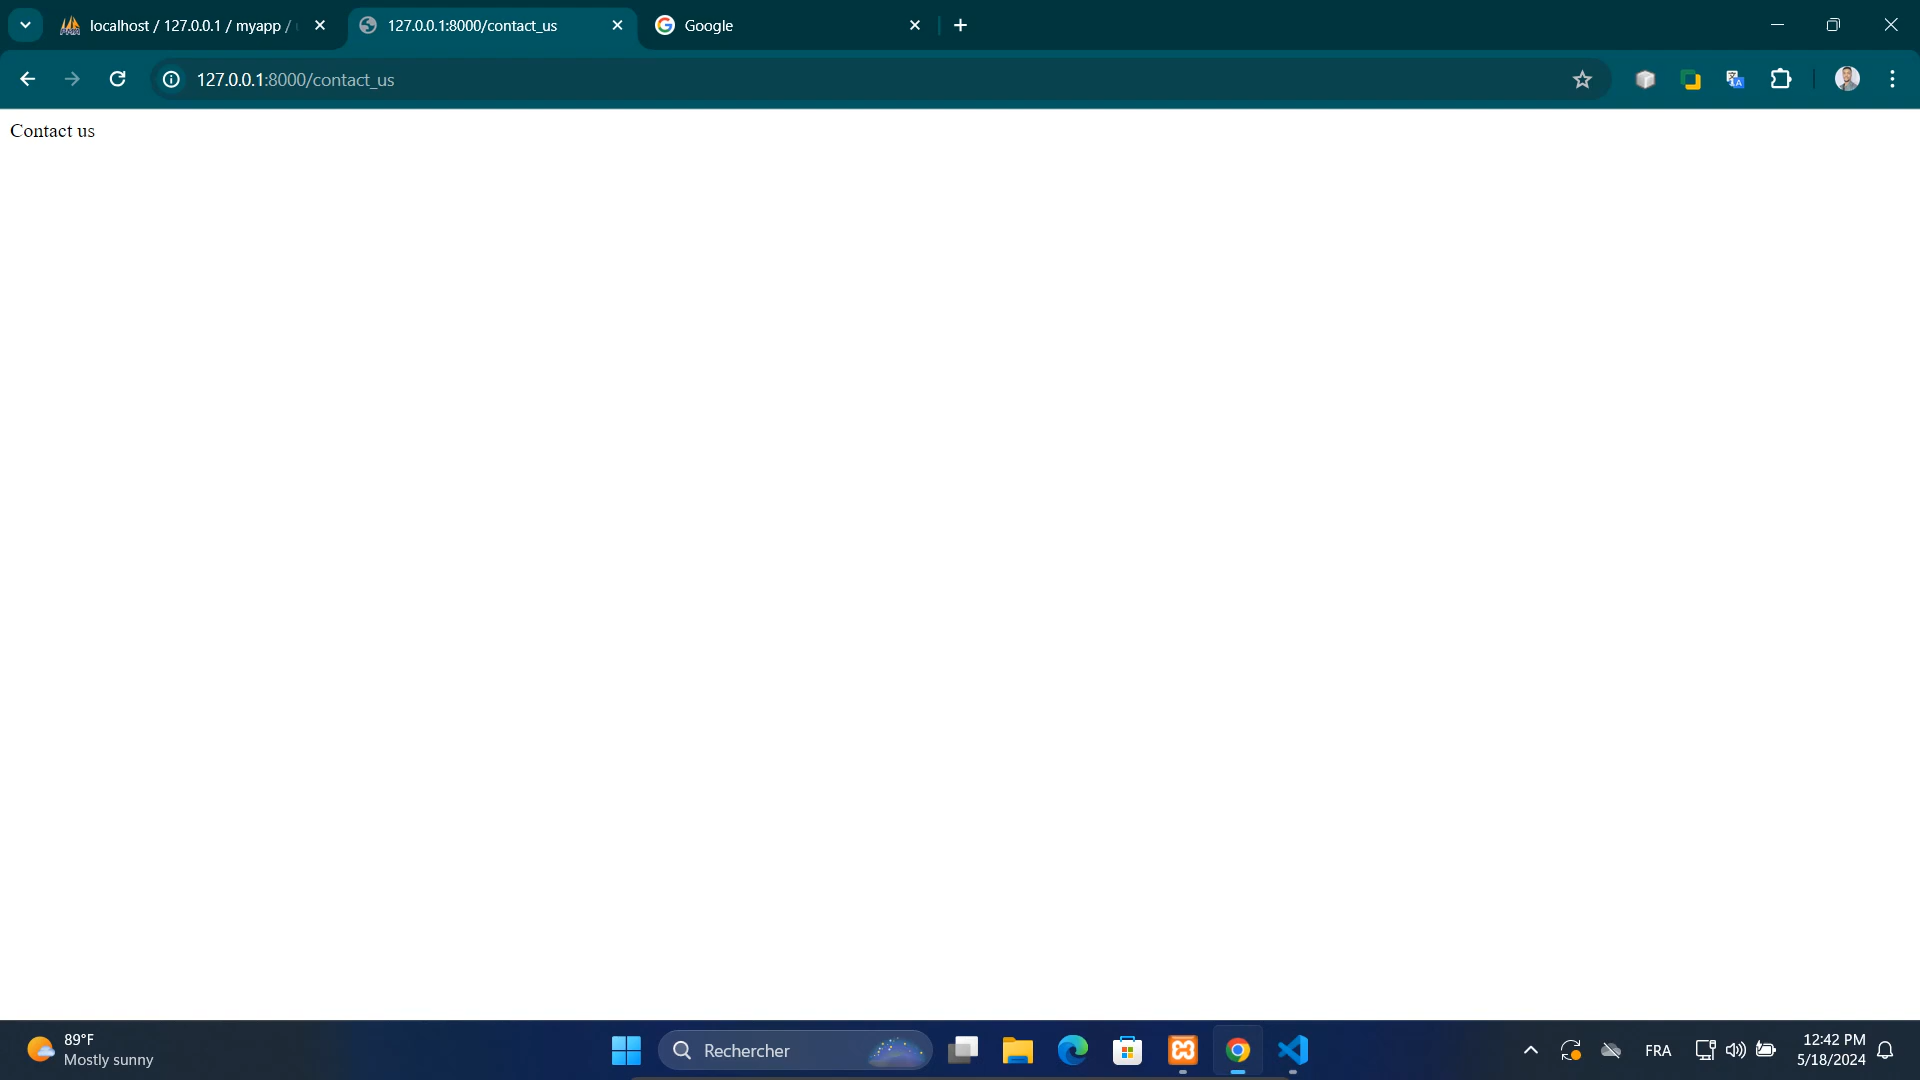 localhost / 127.0.0.1 / myapp /
127.0.0.1:8000/contact_us
Google
127.0.0.1:8000/contact_us
Contact us
89°F
Mostly sunny
Rechercher
FRA
12:42 PM
5/18/2024